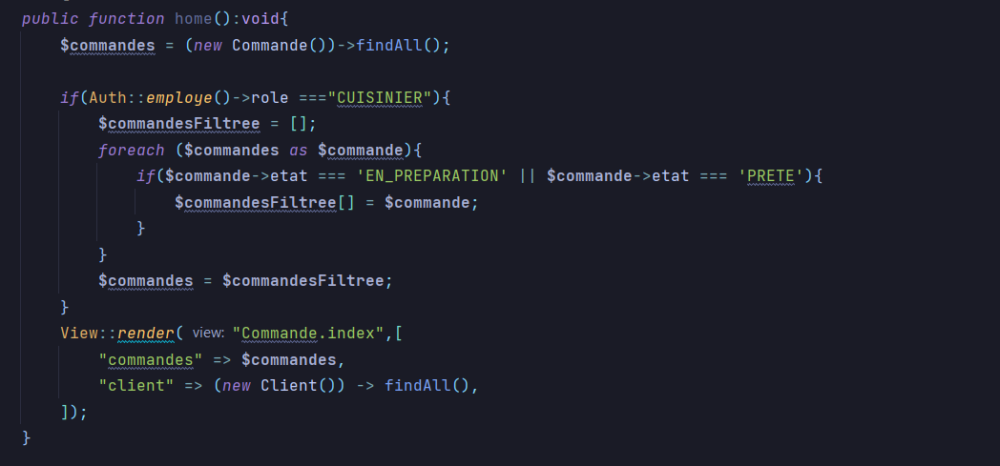 public function home():void{
    $commandes = (new Commande())->findAll();

    if(Auth::employe()->role ==="CUISINIER"){
        $commandesFiltree = [];
        foreach ($commandes as $commande){
            if($commande->etat === 'EN_PREPARATION' || $commande->etat === 'PRETE'){
                $commandesFiltree[] = $commande;
            }
        }
        $commandes = $commandesFiltree;
    }
    View::render( view: "Commande.index",[
        "commandes" => $commandes,
        "client" => (new Client()) -> findAll(),
    ]);
}